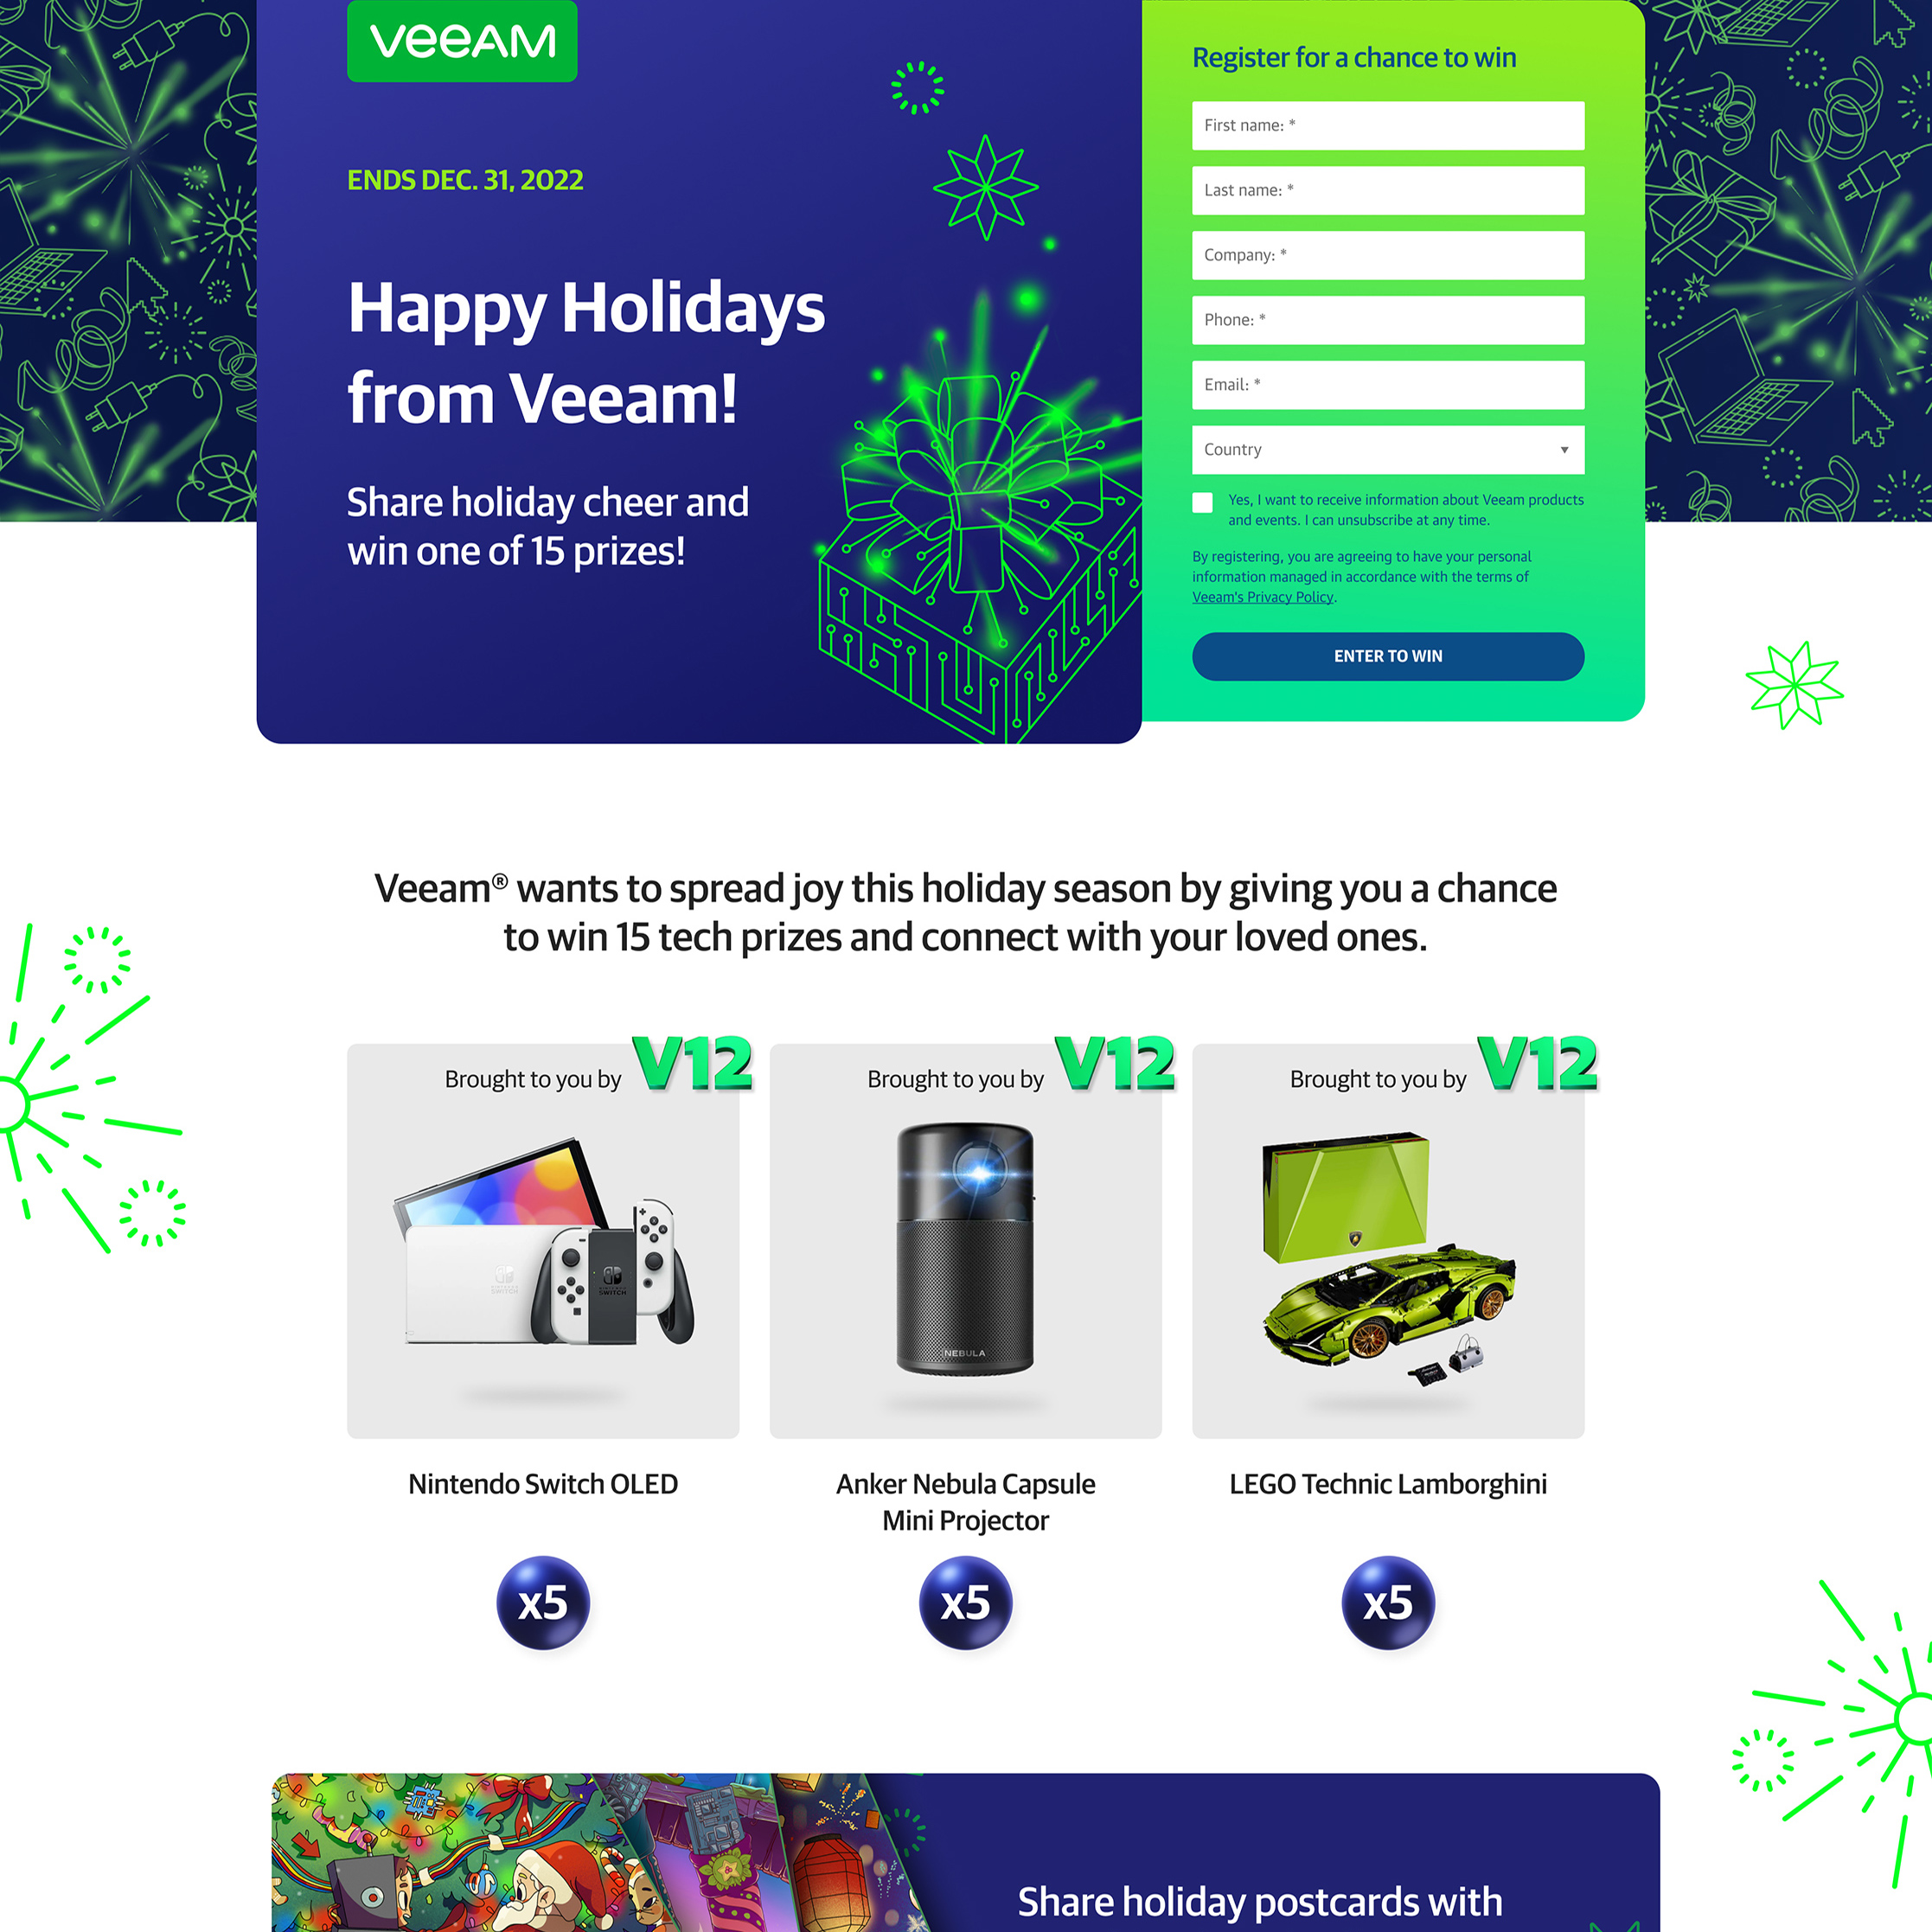 veeAM
ENDS DEC. 31, 2022
Happy Holidays
from Veeam!
Share holiday cheer and
win one of 15 prizes!
Register for a chance to win
First name: *
Last name: *
Company: *
Phone: *
Email: *
Country
Yes, I want to receive information about Veeam products
and events. I can unsubscribe at any time.
By registering, you are agreeing to have your personal
information managed in accordance with the terms of
Veeam's Privacy Policy.
ENTER TO WIN
Veeam® wants to spread joy this holiday season by giving you a chance
to win 15 tech prizes and connect with your loved ones.
Brought to you by V12
NINTENDO
SWITCH
SWITCH
Nintendo Switch OLED
x5
Brought to you by V12
NEBULA
Anker Nebula Capsule
Mini Projector
x5
Brought to you by V12
LEGO Technic Lamborghini
x5
Share holiday postcards with